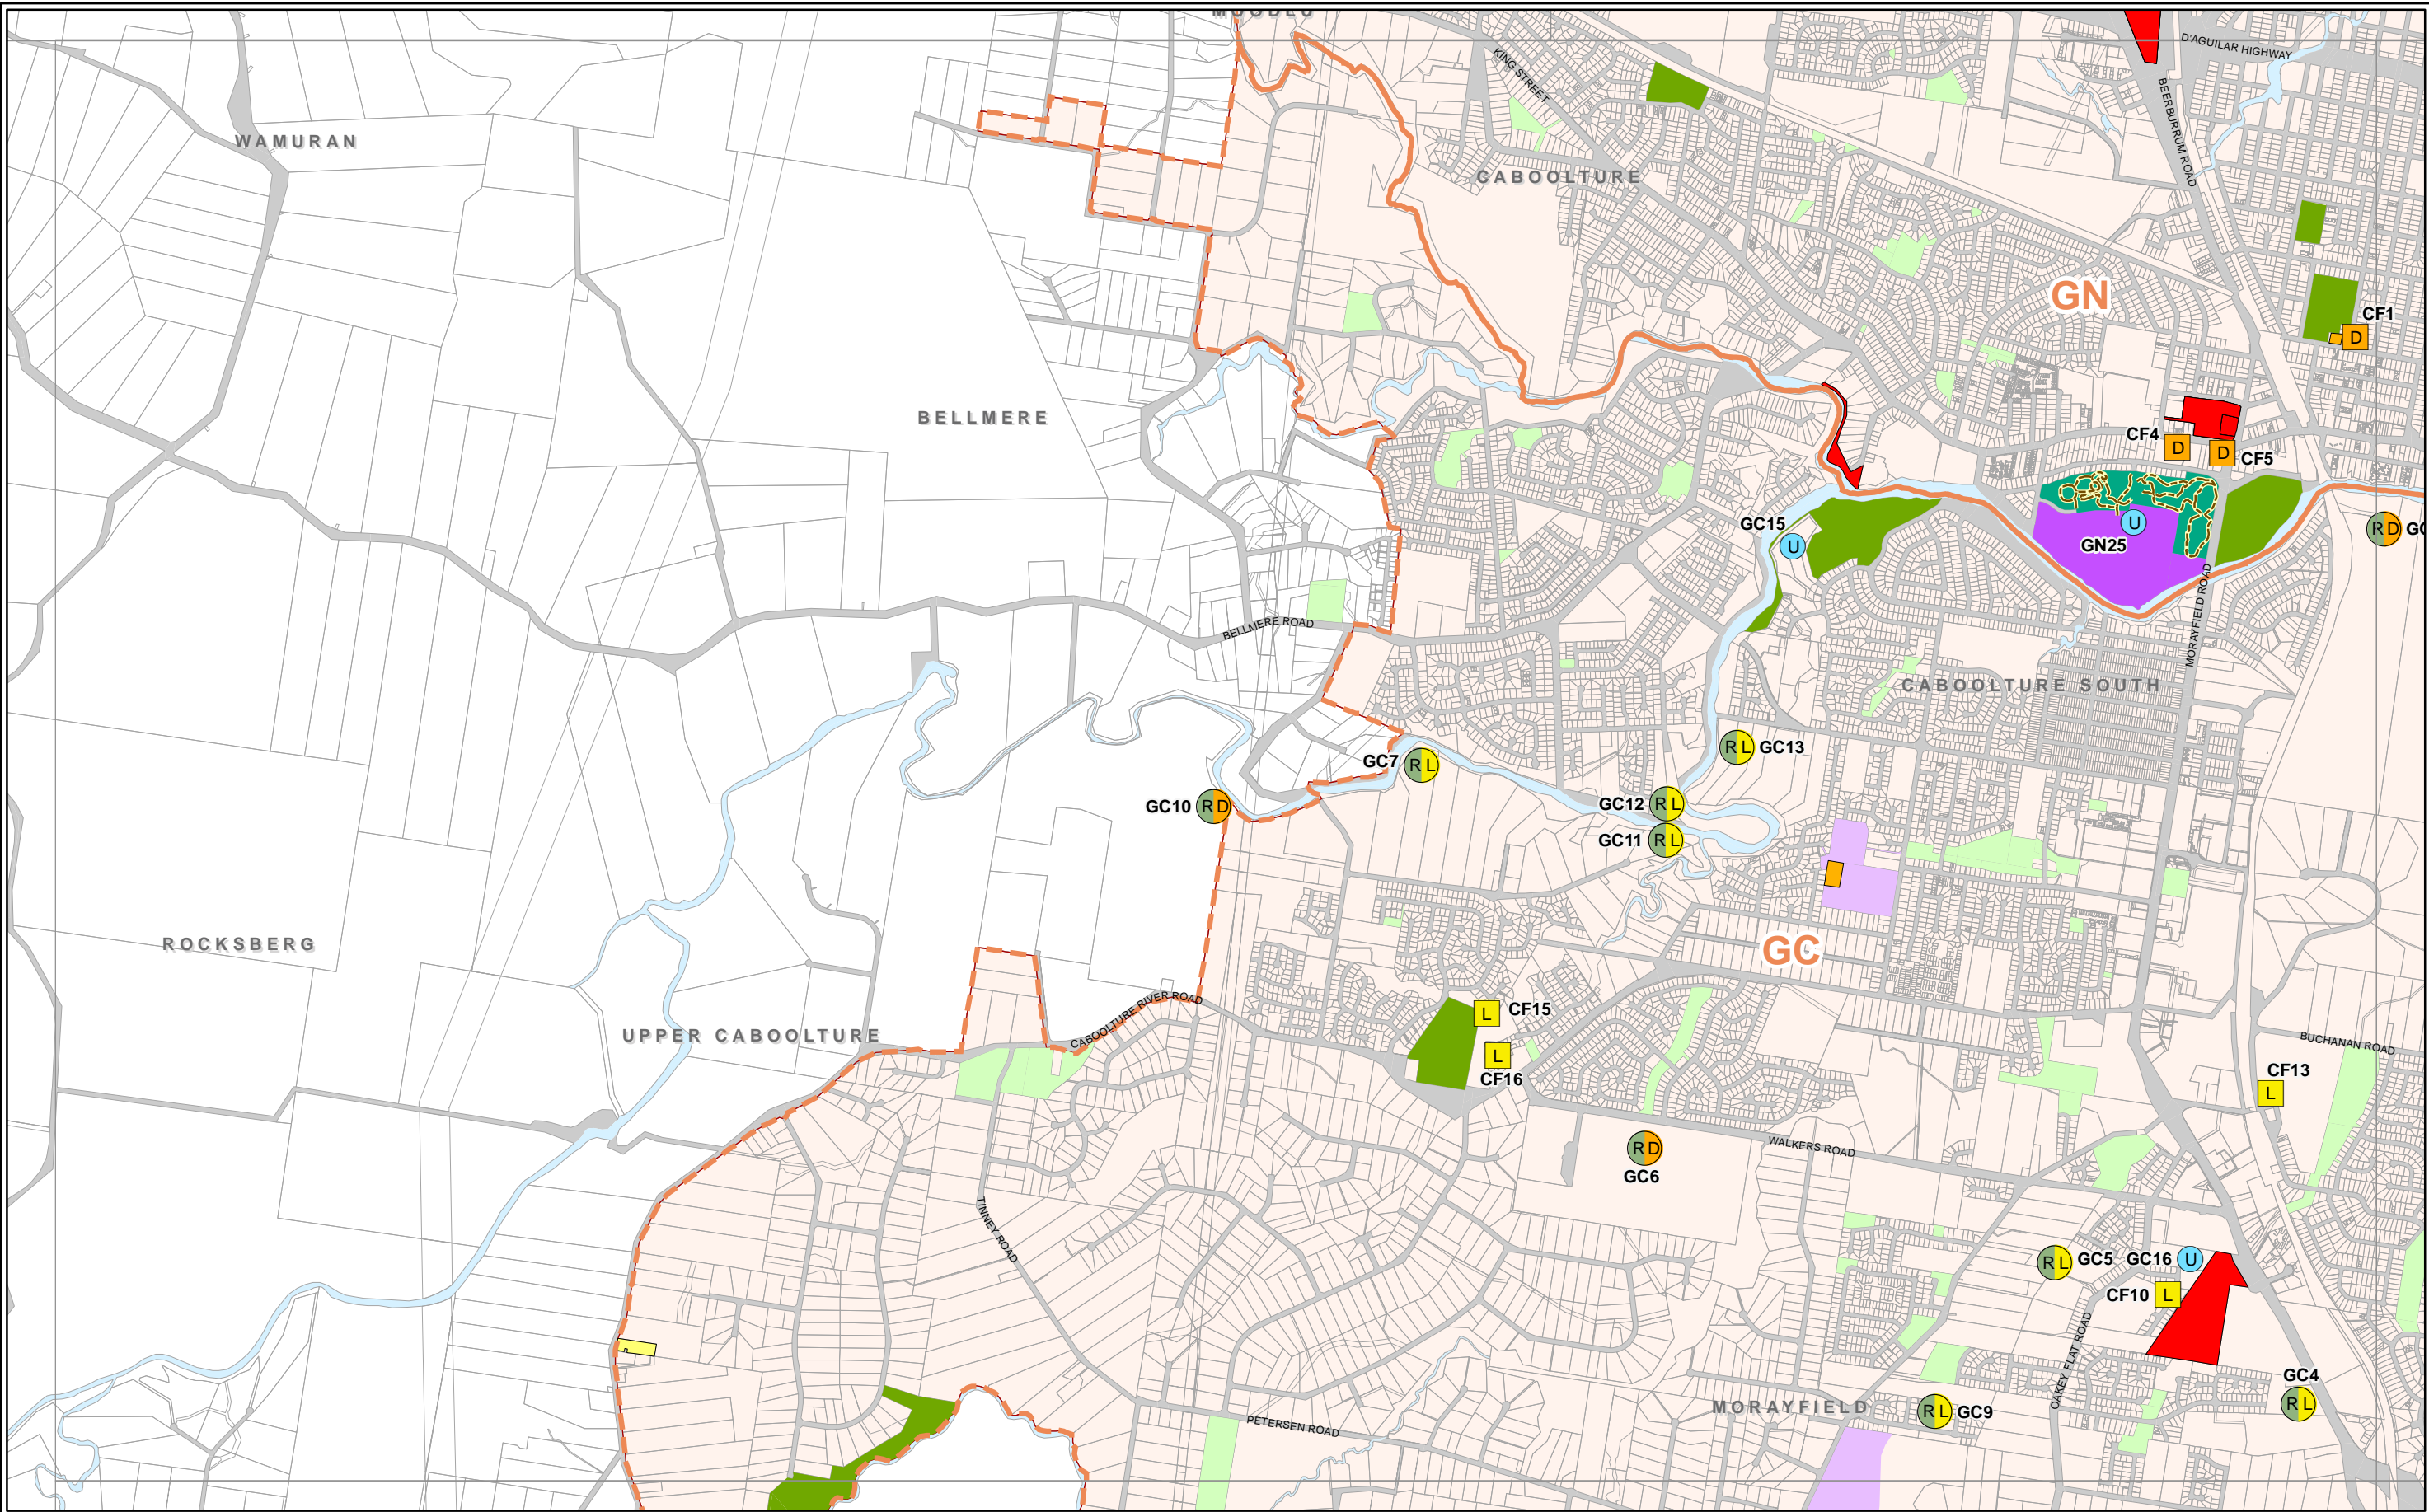 D'AGUILAR HIGHWAY
KING STREET
BEERBURRUM ROAD
WAMURAN
CABOOLTURE
GN
CF1
D
BELLMERE
CF4
D
D
CF5
GC15
U
U
GN25
R D
MORAYFIELD ROAD
BELLMERE ROAD
CABOOLTURE SOUTH
GC7
R L
R L
GC13
GC10
R D
GC12
R L
GC11
R L
ROCKSBERG
GC
CABOOLTURE RIVER ROAD
L
CF15
UPPER CABOOLTURE
L
CF16
BUCHANAN ROAD
CF13
L
WALKERS ROAD
R D
GC6
TINNEY ROAD
R L
GC5
GC16
U
CF10
L
OAKEY FLAT ROAD
GC4
R L
MORAYFIELD
R L
GC9
PETERSEN ROAD